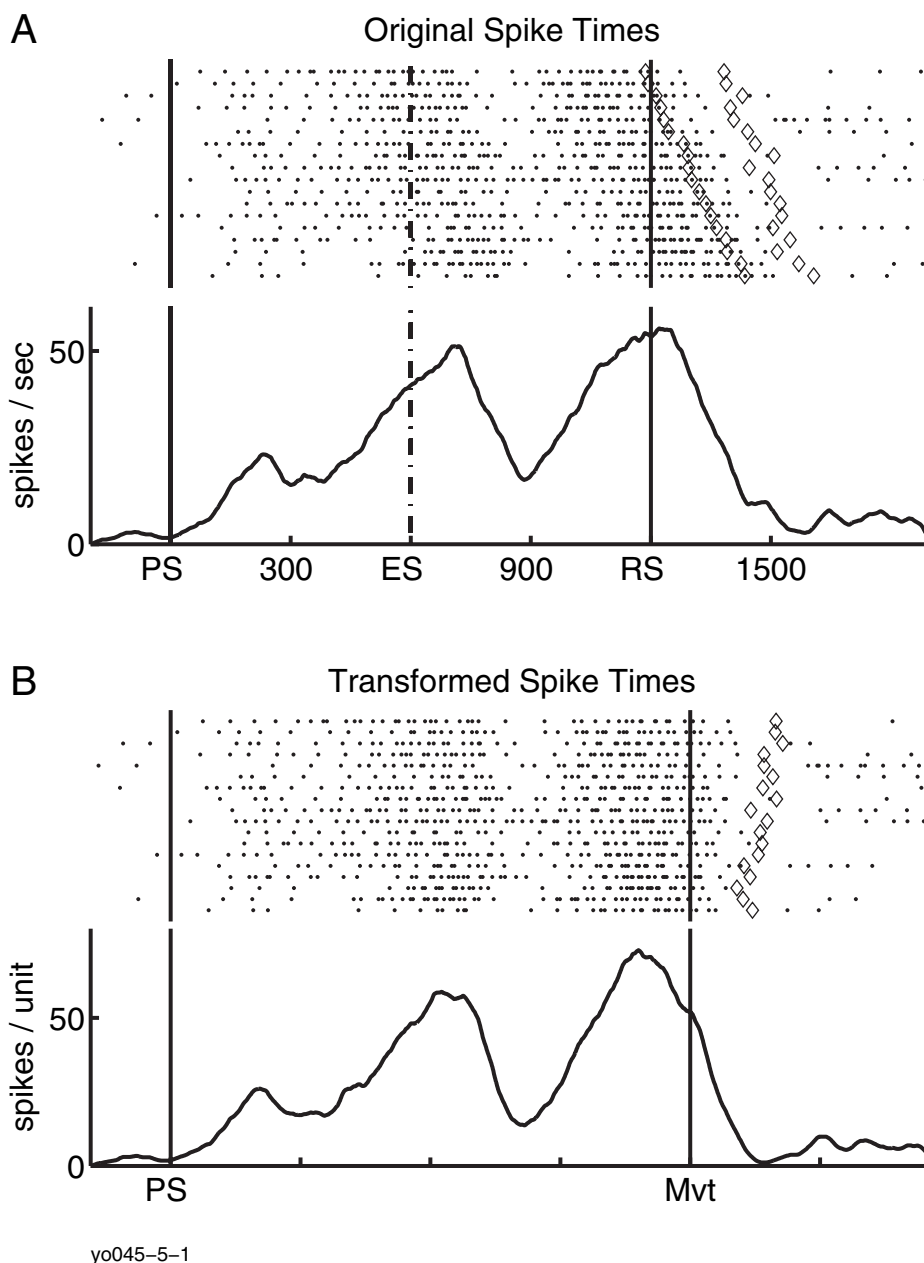 A
Original Spike Times
spikes / sec
50
0
PS 300 ES 900 RS 1500
B
Transformed Spike Times
spikes / unit
50
0
PS Mvt
yo045–5–1